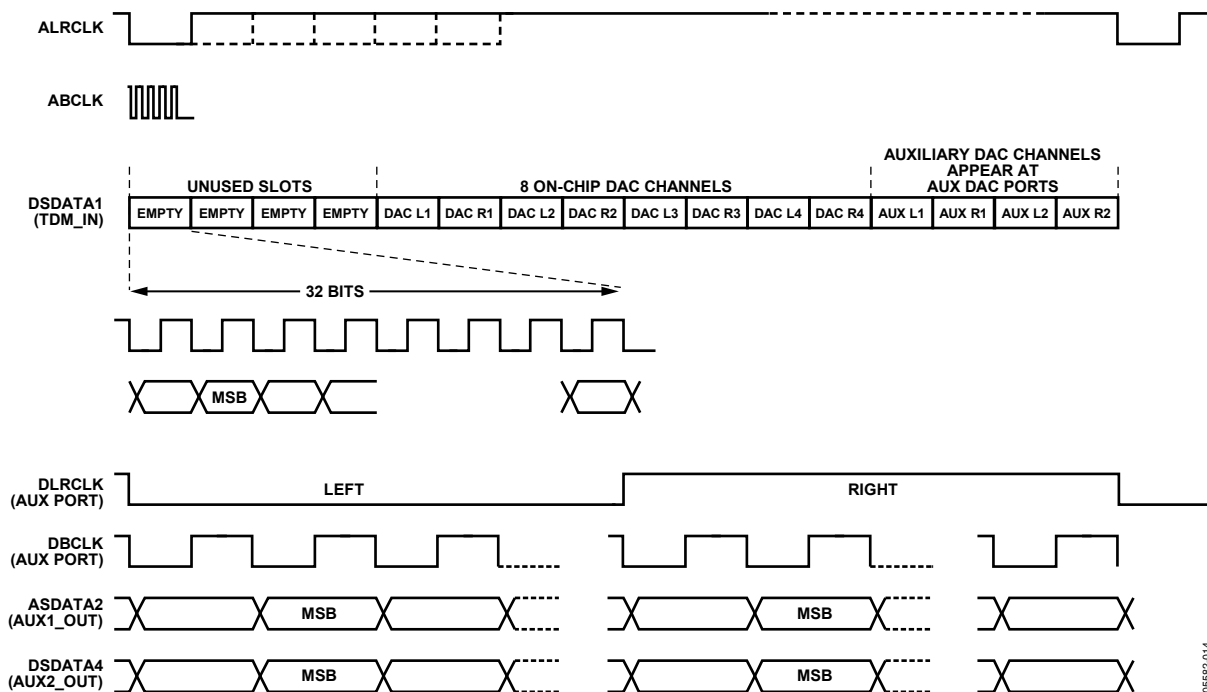 ALRCLK
ABCLK
AUXILIARY DAC CHANNELS
APPEAR AT
AUX DAC PORTS
UNUSED SLOTS
8 ON-CHIP DAC CHANNELS
DSDATA1
(TDM_IN)
EMPTY EMPTY EMPTY EMPTY DAC L1 DAC R1 DAC L2 DAC R2 DAC L3 DAC R3 DAC L4 DAC R4 AUX L1 AUX R1 AUX L2 AUX R2
32 BITS
MSB
DLRCLK
(AUX PORT)
LEFT
RIGHT
DBCLK
(AUX PORT)
ASDATA2
(AUX1_OUT)
MSB
MSB
DSDATA4
(AUX2_OUT)
MSB
MSB
05582-014